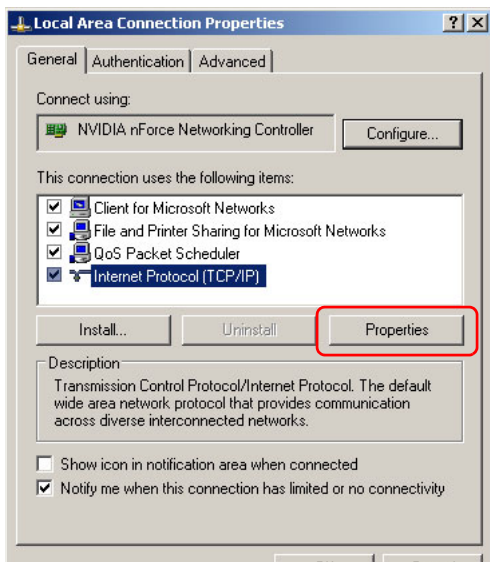 Local Area Connection Properties
General Authentication Advanced
Connect using:
NVIDIA nForce Networking Controller
Configure...
This connection uses the following items:
Client for Microsoft Networks
File and Printer Sharing for Microsoft Networks
QoS Packet Scheduler
Internet Protocol (TCP/IP)
Install... Uninstall Properties
Description
Transmission Control Protocol/Internet Protocol. The default
wide area network protocol that provides communication
across diverse interconnected networks.
Show icon in notification area when connected
Notify me when this connection has limited or no connectivity